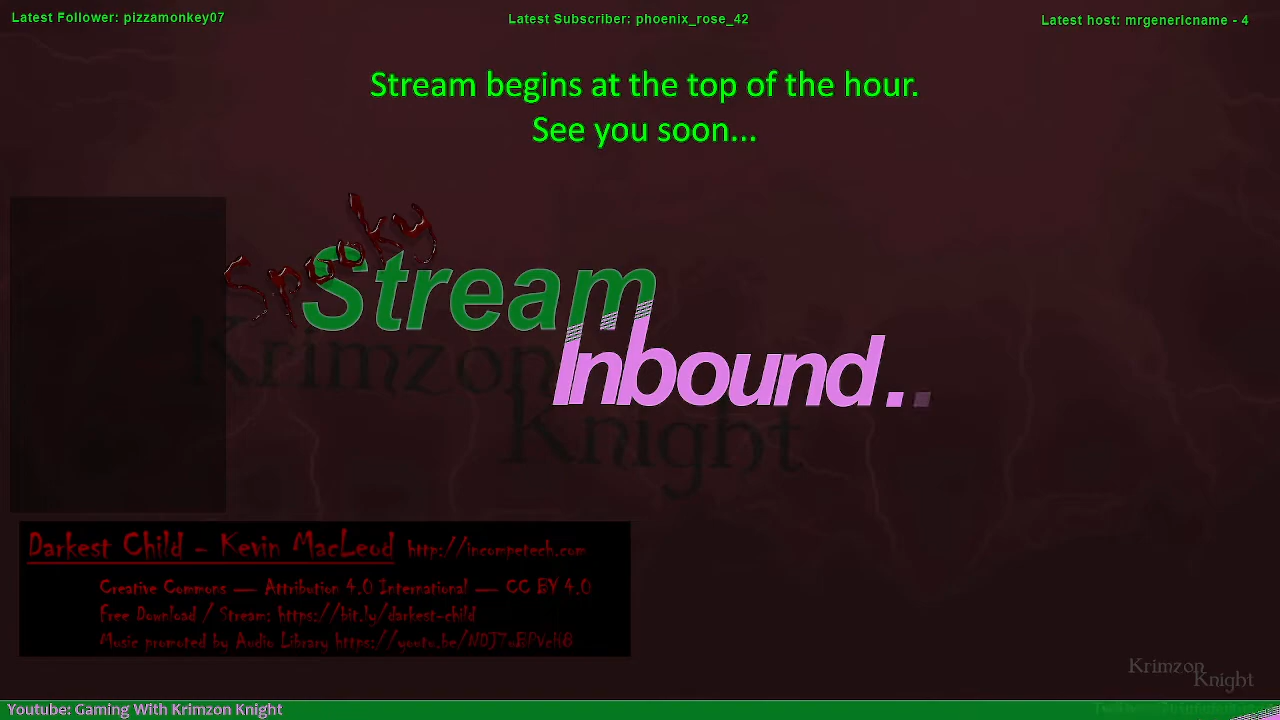 Latest Follower: pizzamonkey07
Latest Subscriber: phoenix_rose_42
Latest host: mrgenericname - 4
Stream begins at the top of the hour.
See you soon...
Spooky
Stream
Inbound..
Krimzon
Knight
Darkest Child - Kevin MacLeod http://incompetech.com
Creative Commons — Attribution 4.0 International — CC BY 4.0
Free Download / Stream: https://bit.ly/darkest-child
Music promoted by Audio Library
Krimzon
Knight
Youtube: Gaming With Krimzon Knight